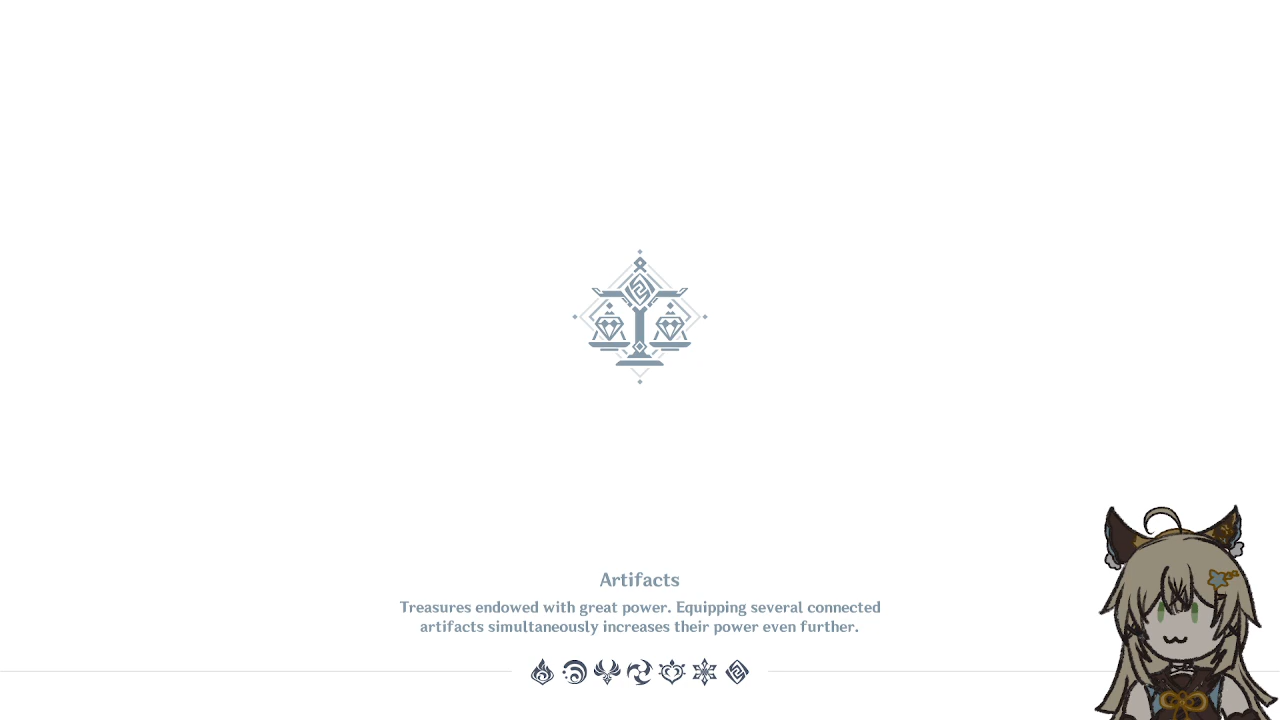 Artifacts
Treasures endowed with great power. Equipping several connected
artifacts simultaneously increases their power even further.